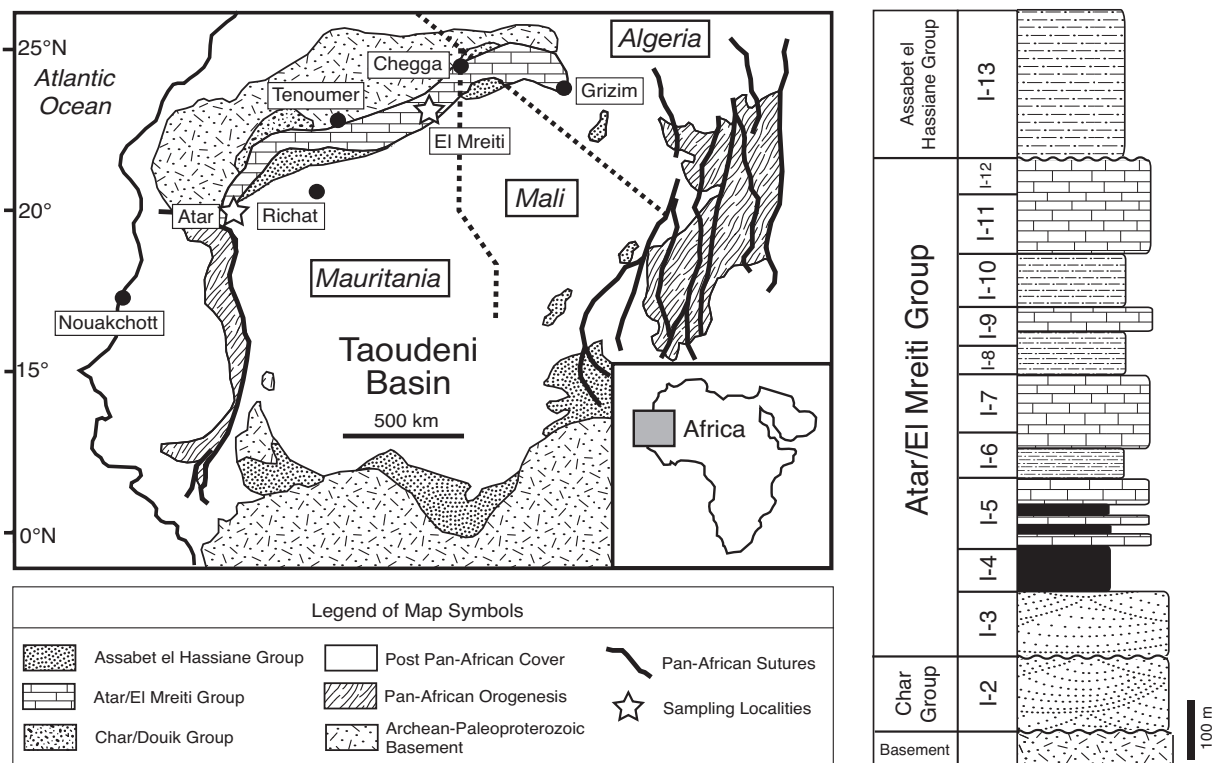 25°N
20°
15°
0°N
Atlantic
Ocean
Algeria
Chegga
Tenoumer
Grizim
El Mreiti
Mali
Atar
Richat
Mauritania
Nouakchott
Taoudeni
Basin
500 km
Africa
Legend of Map Symbols
Assabet el Hassiane Group
Atar/El Mreiti Group
Char/Douik Group
Post Pan-African Cover
Pan-African Orogenesis
Archean-Paleoproterozoic
Basement
Pan-African Sutures
Sampling Localities
Assabet el
Hassiane Group
I-13
Atar/El Mreiti Group
I-12
I-11
I-10
I-9
I-8
I-7
I-6
I-5
I-4
I-3
Char
Group
I-2
Basement
100 m